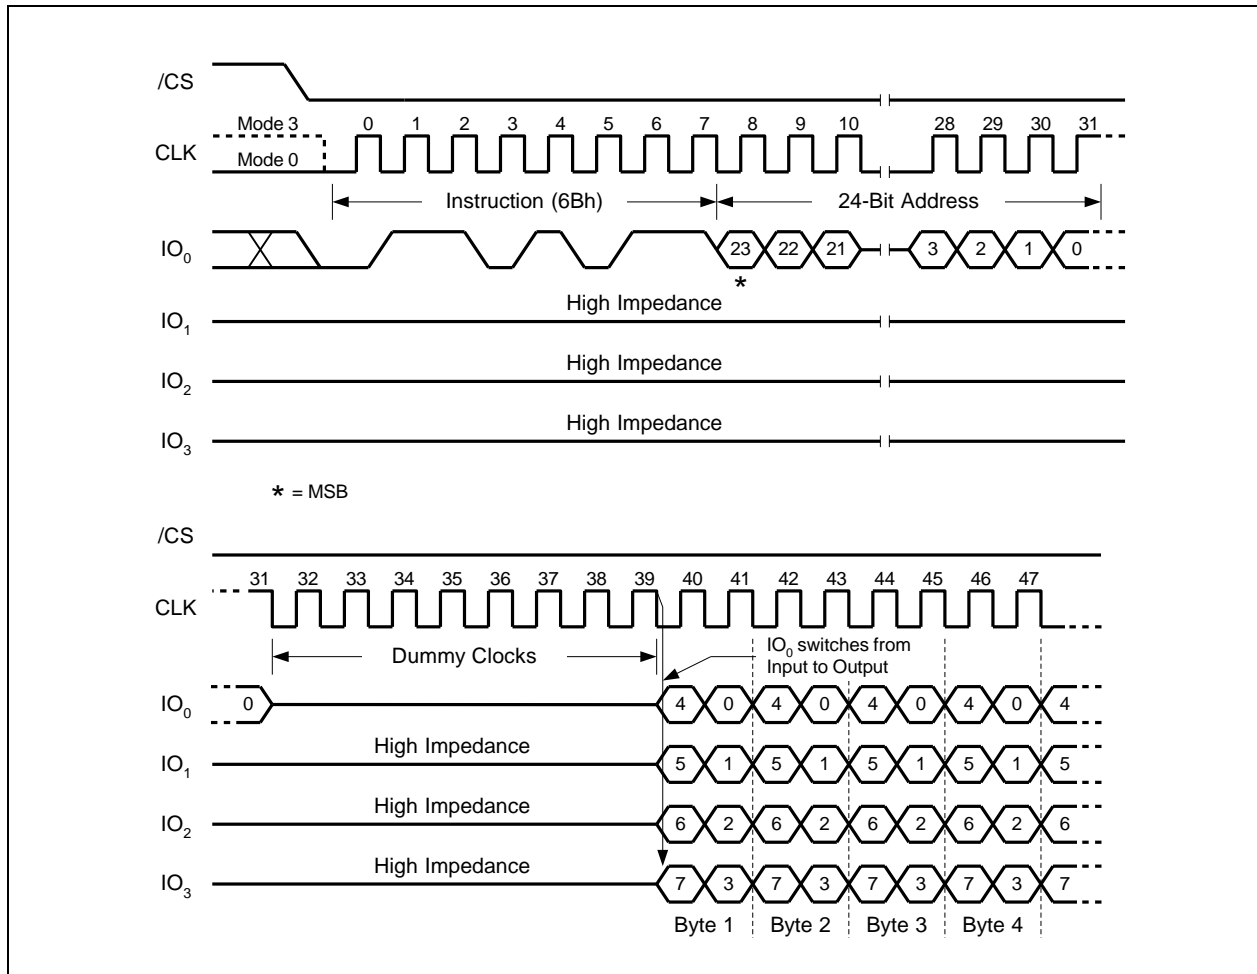 /CS
Mode 3
0 1 2 3 4 5 6 7 8 9 10 28 29 30 31
CLK
Mode 0
Instruction (6Bh)
24-Bit Address
IO0
23 22 21 3 2 1 0
*
High Impedance
IO1
High Impedance
IO2
High Impedance
IO3
* = MSB
/CS
31 32 33 34 35 36 37 38 39 40 41 42 43 44 45 46 47
CLK
Dummy Clocks
IO0 switches from
Input to Output
IO0
0 4 0 4 0 4 0 4 0 4
High Impedance
IO1
5 1 5 1 5 1 5 1 5
High Impedance
IO2
6 2 6 2 6 2 6 2 6
High Impedance
IO3
7 3 7 3 7 3 7 3 7
Byte 1 Byte 2 Byte 3 Byte 4